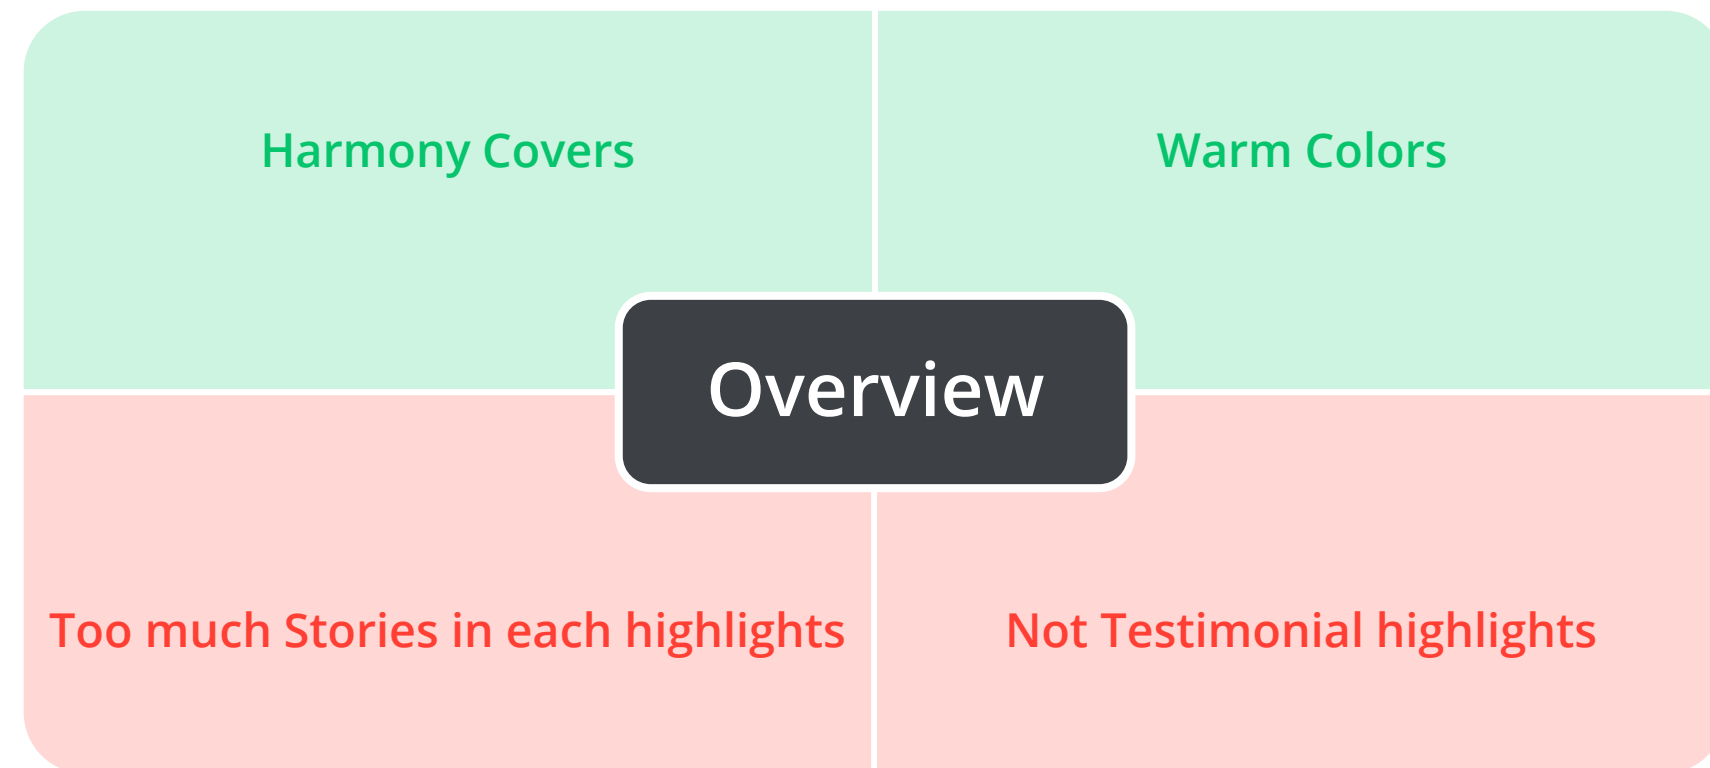 Harmony Covers
Warm Colors
Overview
Too much Stories in each highlights
Not Testimonial highlights